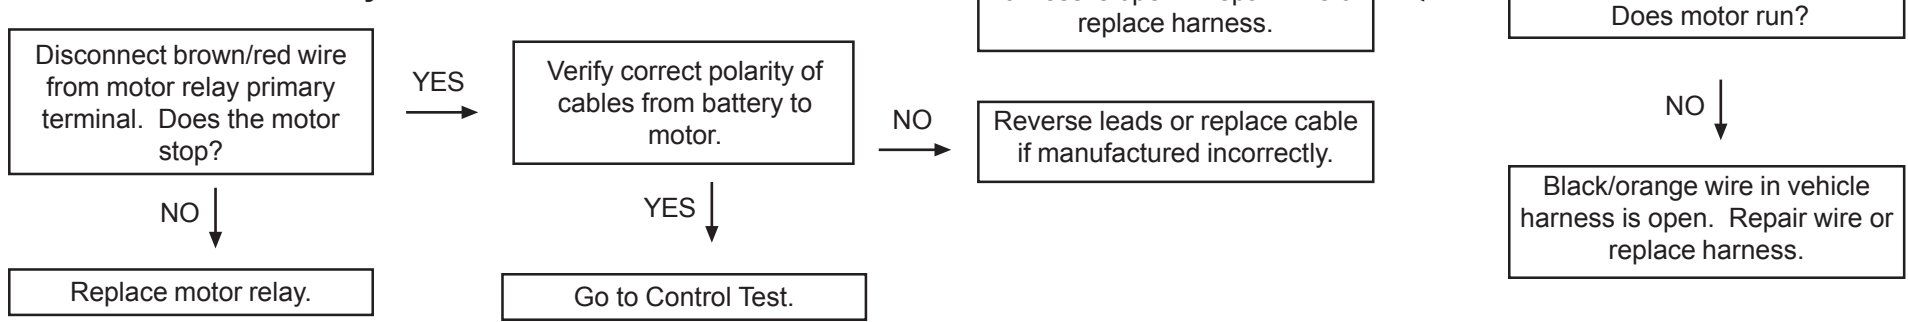 replace harness.
Does motor run?
Disconnect brown/red wire
from motor relay primary
terminal.  Does the motor
stop?
YES
Verify correct polarity of
cables from battery to
motor.
NO
Reverse leads or replace cable
if manufactured incorrectly.
NO
Black/orange wire in vehicle
harness is open.  Repair wire or
replace harness.
NO
YES
Replace motor relay.
Go to Control Test.